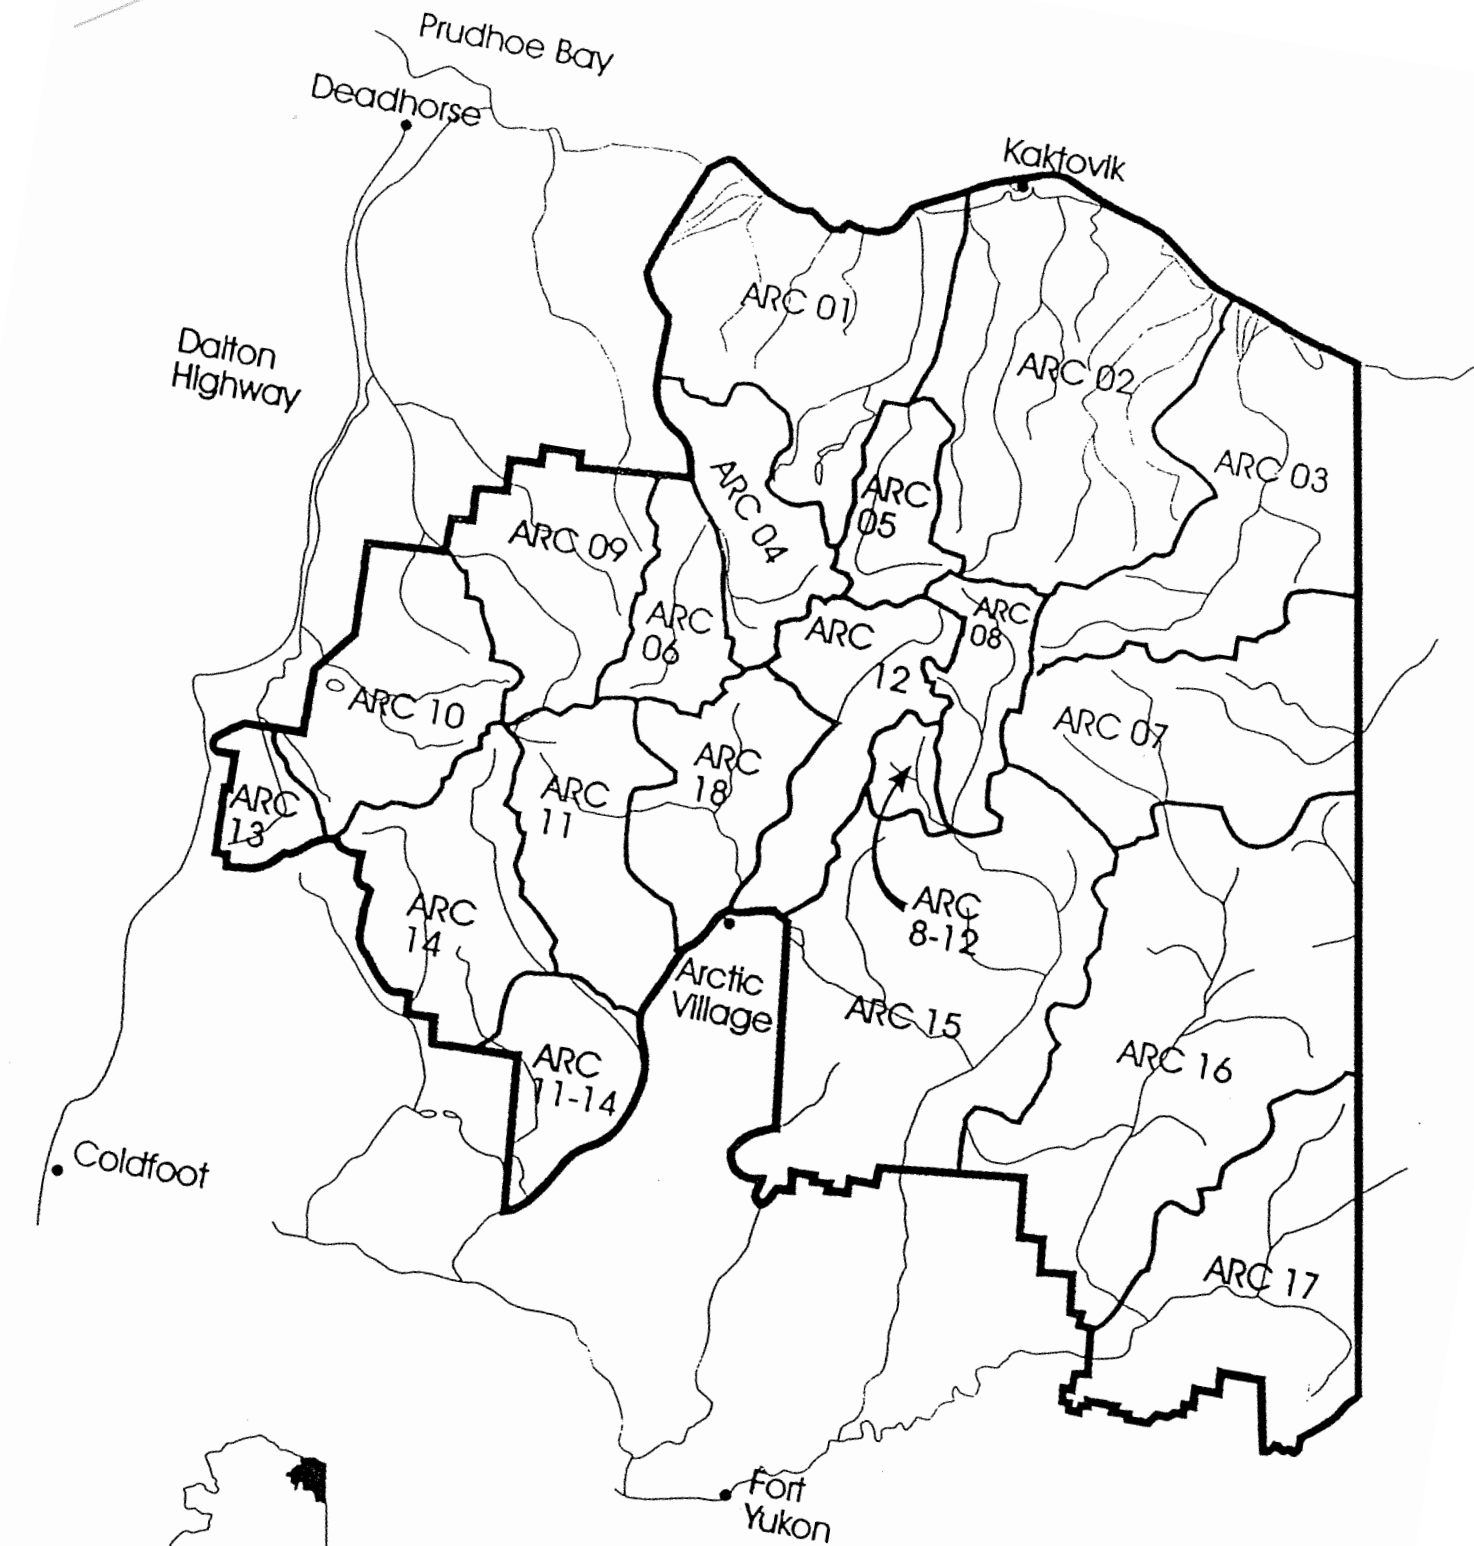 Prudhoe Bay
Deadhorse
Kaktovik
Dalton
Highway
ARC 01
ARC 02
ARC 03
ARC 04
ARC
05
ARC 09
ARC
06
ARC
12
ARC
08
ARC 07
ARC 10
ARC
13
ARC
11
ARC
18
ARC
14
ARC
8-12
Arctic
Village
ARC 15
ARC
11-14
ARC 16
Coldfoot
ARC 17
Fort
Yukon